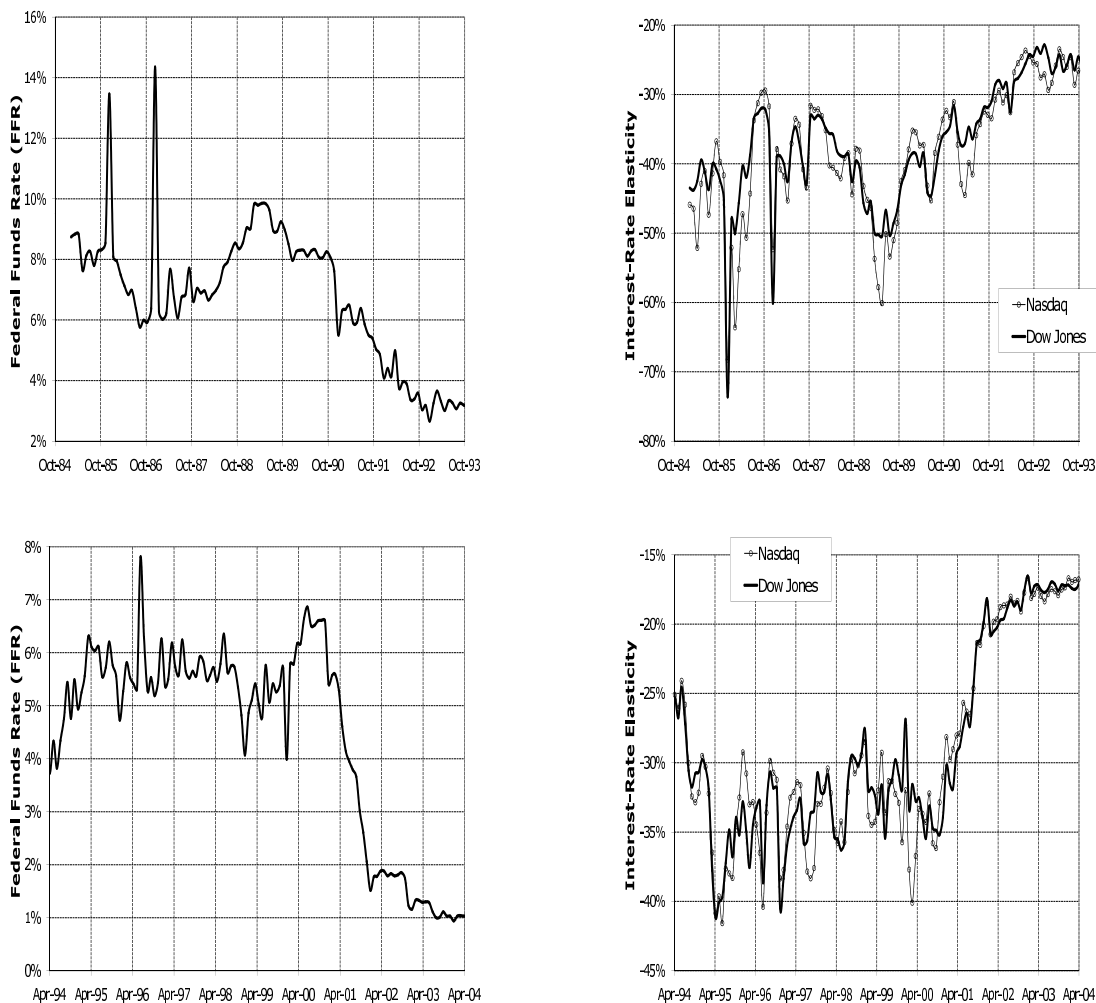 Federal Funds Rate (FFR)
16%
14%
12%
10%
8%
6%
4%
2%
Oct-84 Oct-85 Oct-86 Oct-87 Oct-88 Oct-89 Oct-90 Oct-91 Oct-92 Oct-93
Interest-Rate Elasticity
-20%
-30%
-40%
-50%
-60%
-70%
-80%
Nasdaq
Dow Jones
Oct-84 Oct-85 Oct-86 Oct-87 Oct-88 Oct-89 Oct-90 Oct-91 Oct-92 Oct-93
Federal Funds Rate (FFR)
8%
7%
6%
5%
4%
3%
2%
1%
0%
Apr-94 Apr-95 Apr-96 Apr-97 Apr-98 Apr-99 Apr-00 Apr-01 Apr-02 Apr-03 Apr-04
Interest-Rate Elasticity
Nasdaq
Dow Jones
-15%
-20%
-25%
-30%
-35%
-40%
-45%
Apr-94 Apr-95 Apr-96 Apr-97 Apr-98 Apr-99 Apr-00 Apr-01 Apr-02 Apr-03 Apr-04